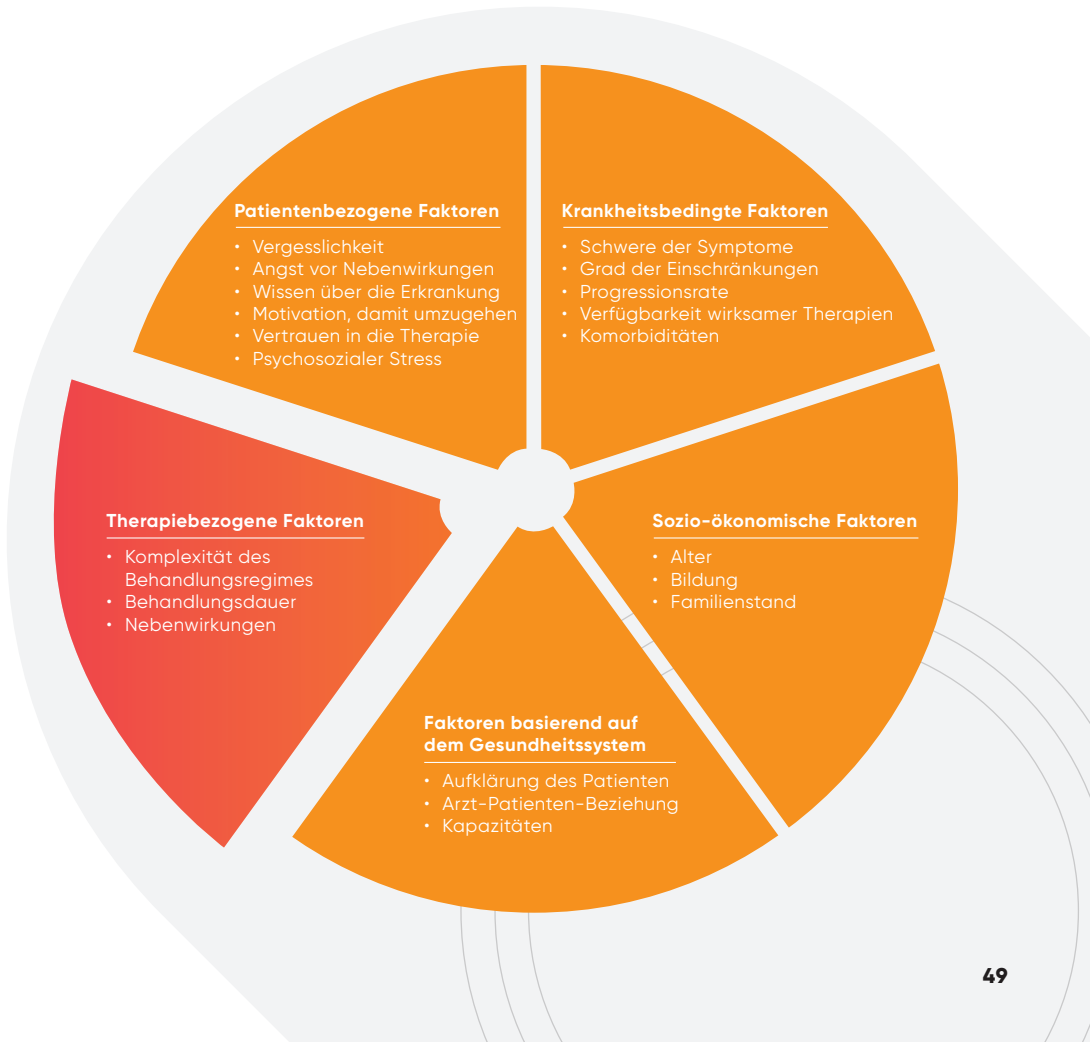 Patientenbezogene Faktoren
• Vergesslichkeit
• Angst vor Nebenwirkungen
• Wissen über die Erkrankung
• Motivation, damit umzugehen
• Vertrauen in die Therapie
• Psychosozialer Stress
Krankheitsbedingte Faktoren
• Schwere der Symptome
• Grad der Einschränkungen
• Progressionsrate
• Verfügbarkeit wirksamer Therapien
• Komorbiditäten
Therapiebezogene Faktoren
• Komplexität des
Behandlungsregimes
• Behandlungsdauer
• Nebenwirkungen
Sozio-ökonomische Faktoren
• Alter
• Bildung
• Familienstand
Faktoren basierend auf
dem Gesundheitssystem
• Aufklärung des Patienten
• Arzt-Patienten-Beziehung
• Kapazitäten
49